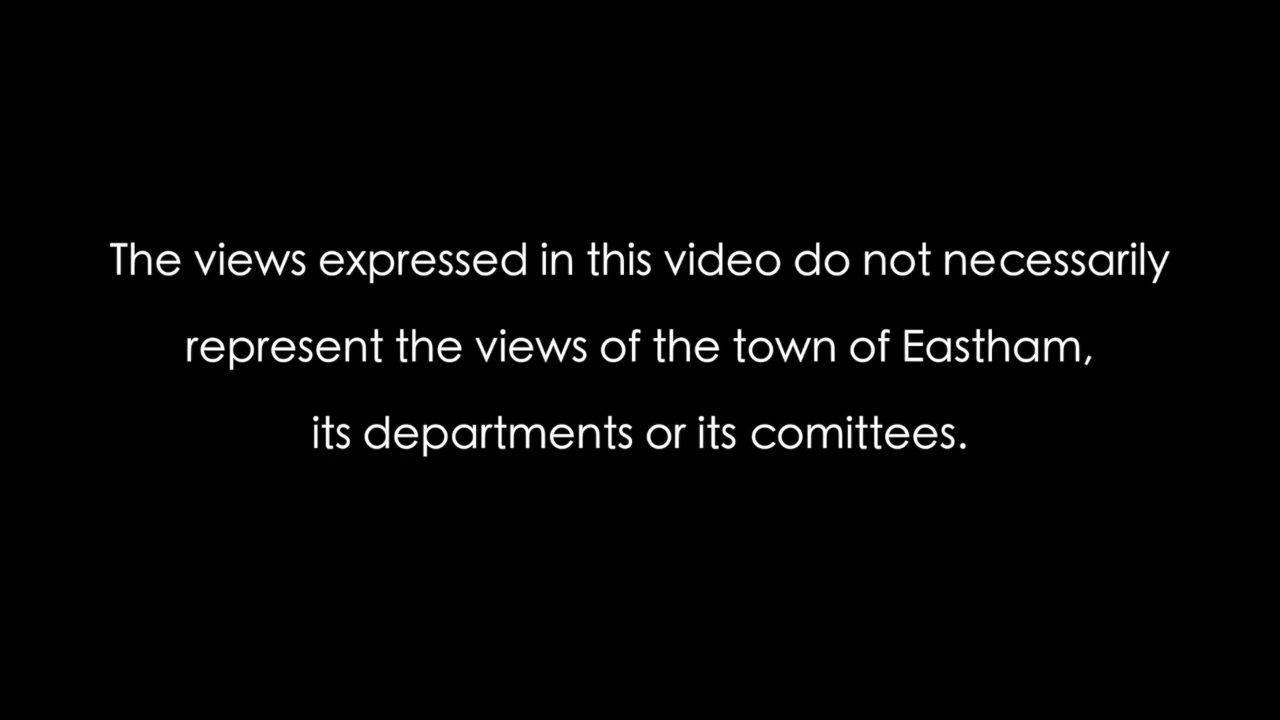 The views expressed in this video do not necessarily
represent the views of the town of Eastham,
its departments or its comittees.